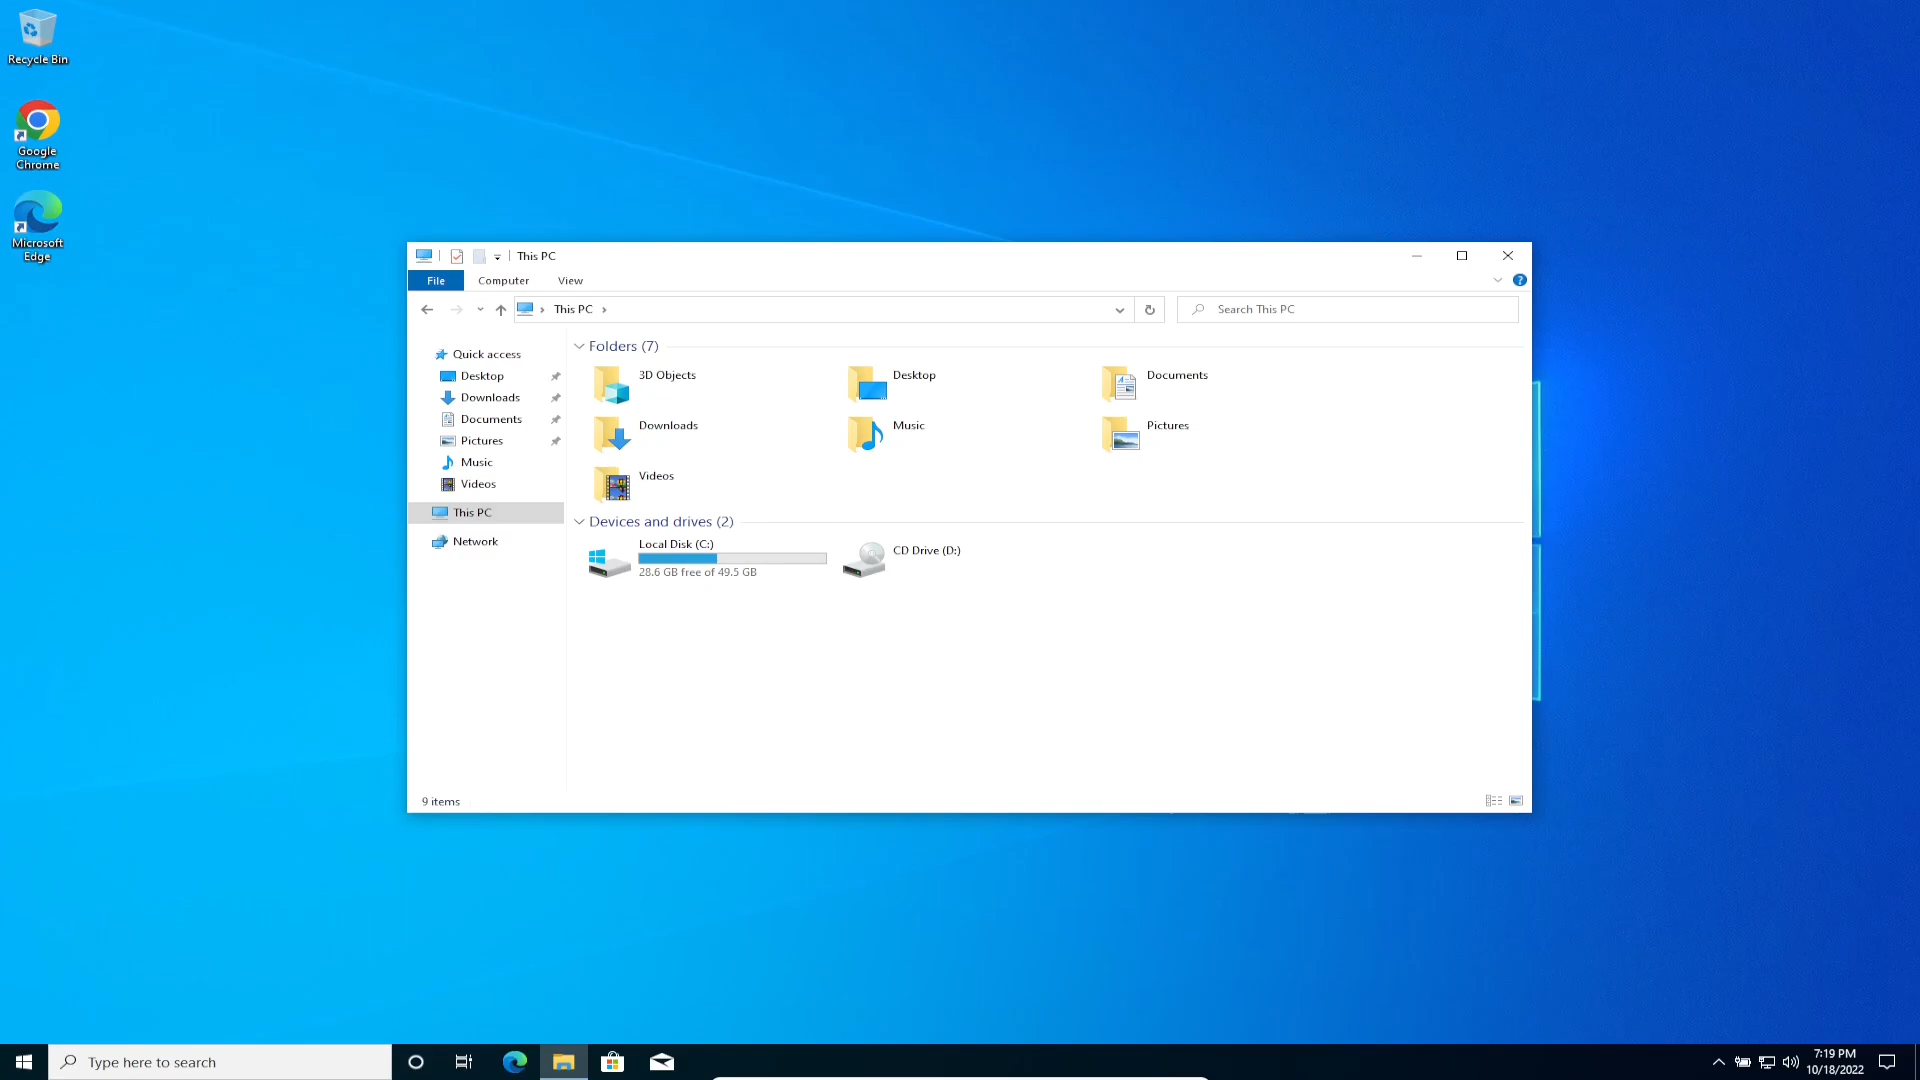 Recycle Bin
Google
Chrome
Microsoft
Edge
This PC
File Computer View
This PC
Search This PC
Quick access
Desktop
Downloads
Documents
Pictures
Music
Videos
This PC
Network
Folders (7)
3D Objects
Desktop
Documents
Downloads
Music
Pictures
Videos
Devices and drives (2)
Local Disk (C:)
28.6 GB free of 49.5 GB
CD Drive (D:)
9 items
Type here to search
7:19 PM
10/18/2022